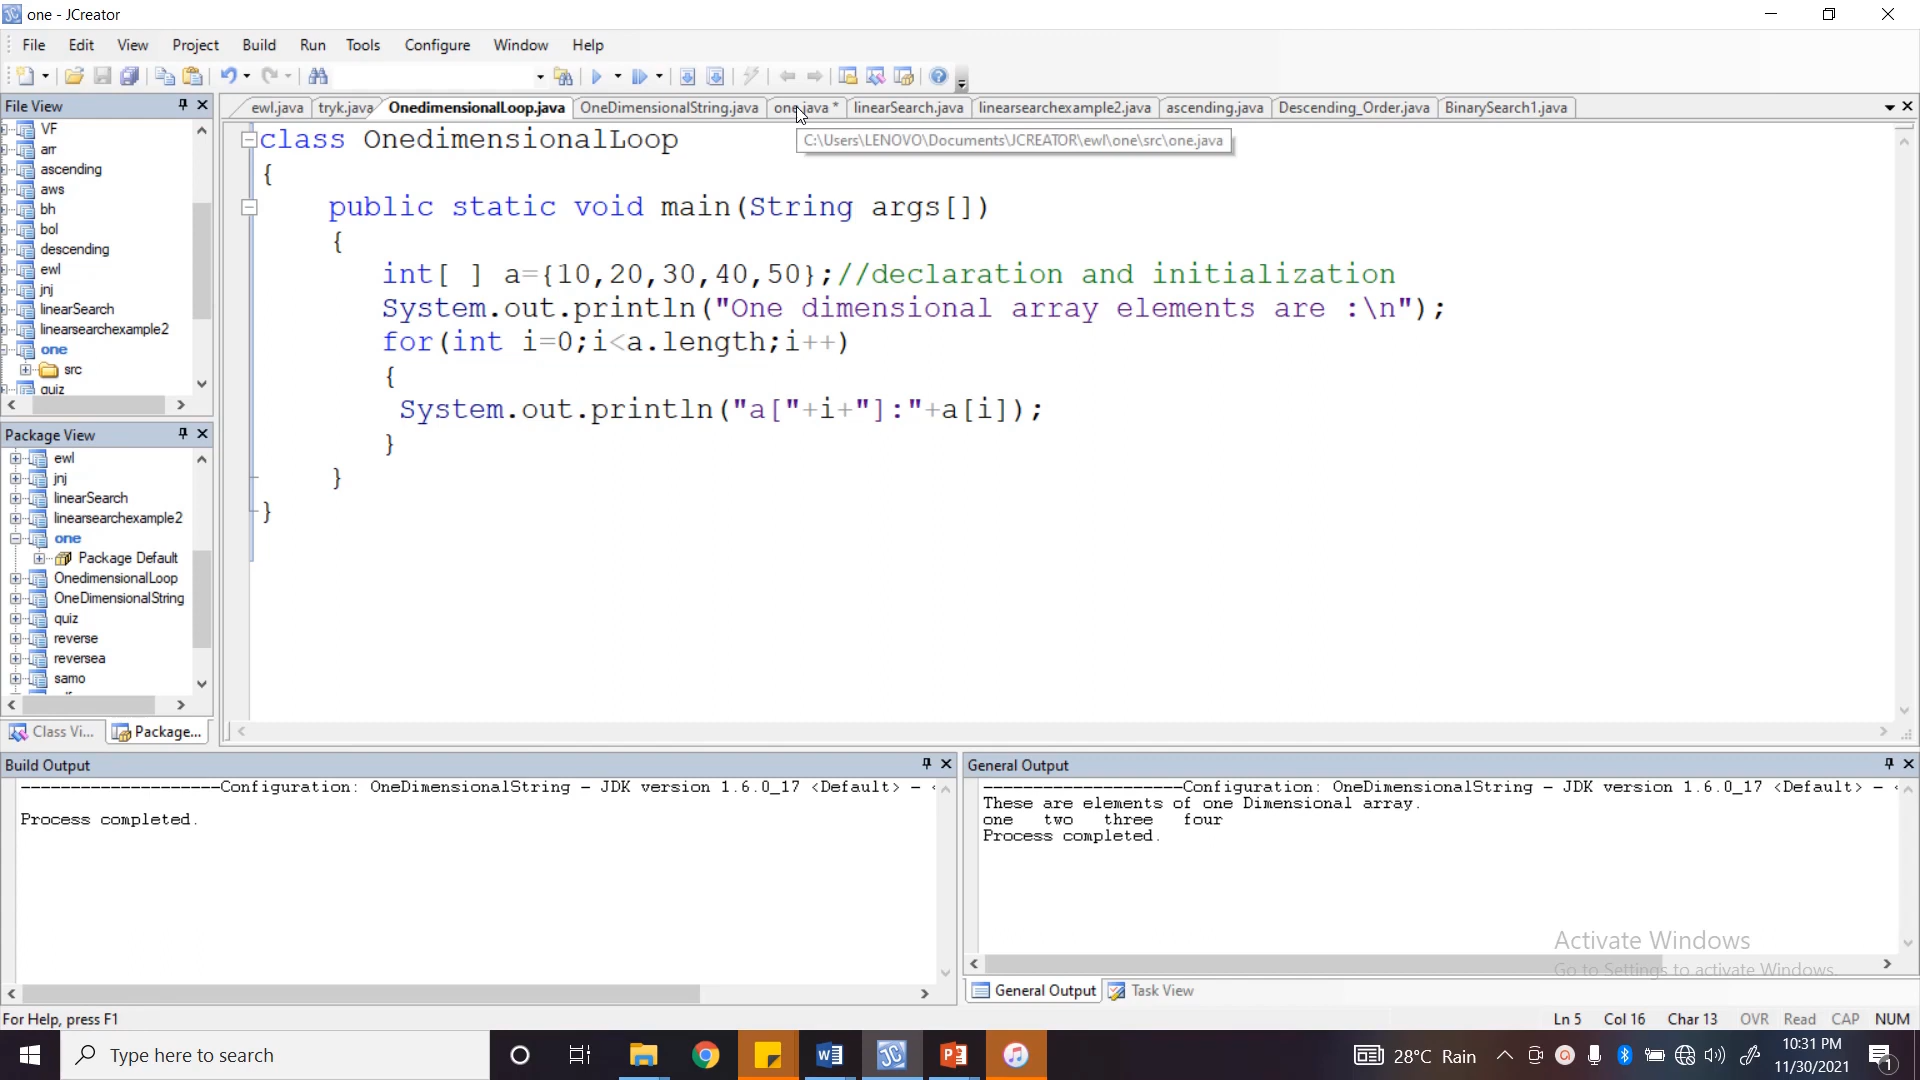 one - JCreator
File Edit View Project Build Run Tools Configure Window Help
File View
VF
arr
ascending
aws
bh
bol
descending
ewl
jnj
linearSearch
linearsearchexample2
one
src
quiz
Package View
ewl
jnj
linearSearch
linearsearchexample2
one
Package Default
OnedimensionalLoop
OneDimensionalString
quiz
reverse
reversea
samo
Class Vi... Package...
ewl.java tryk.java OnedimensionalLoop.java OneDimensionalString.java one.java * linearSearch.java linearsearchexample2.java ascending.java Descending_Order.java BinarySearch1.java
C:\Users\LENOVO\Documents\JCREATOR\ewl\one\src\one.java
class OnedimensionalLoop
{
public static void main(String args[])
{
int[ ] a={10,20,30,40,50};//declaration and initialization
System.out.println("One dimensional array elements are :\n");
for(int i=0;i<a.length;i++)
{
System.out.println("a["+i+"]:"+a[i]);
}
}
}
Build Output
--------------------Configuration: OneDimensionalString - JDK version 1.6.0_17 <Default> - <
Process completed.
General Output
--------------------Configuration: OneDimensionalString - JDK version 1.6.0_17 <Default> - <
These are elements of one Dimensional array.
one two three four
Process completed.
Activate Windows
Go to Settings to activate Windows.
General Output Task View
For Help, press F1
Ln 5 Col 16 Char 13 OVR Read CAP NUM
Type here to search
28°C Rain
10:31 PM
11/30/2021
1